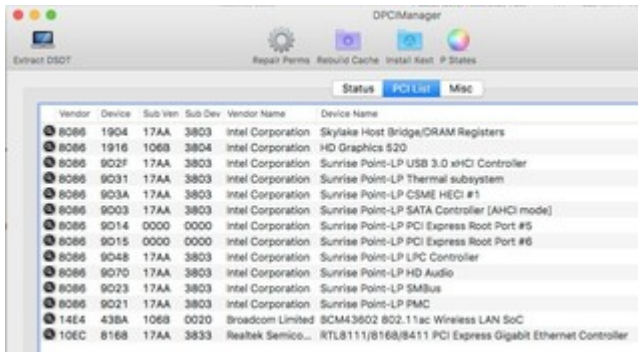 DPCIManager
Extract DSDT Repair Perms Rebuild Cache Install Kext P States
Status PCI List Misc
Vendor Device Sub Ven Sub Dev Vendor Name Device Name
8086 1904 17AA 3803 Intel Corporation Skylake Host Bridge/DRAM Registers
8086 1916 106B 3804 Intel Corporation HD Graphics 520
8086 9D2F 17AA 3803 Intel Corporation Sunrise Point-LP USB 3.0 xHCI Controller
8086 9D31 17AA 3803 Intel Corporation Sunrise Point-LP Thermal subsystem
8086 9D3A 17AA 3803 Intel Corporation Sunrise Point-LP CSME HECI #1
8086 9D03 17AA 3803 Intel Corporation Sunrise Point-LP SATA Controller [AHCI mode]
8086 9D14 0000 0000 Intel Corporation Sunrise Point-LP PCI Express Root Port #5
8086 9D15 0000 0000 Intel Corporation Sunrise Point-LP PCI Express Root Port #6
8086 9D48 17AA 3803 Intel Corporation Sunrise Point-LP LPC Controller
8086 9D70 17AA 3803 Intel Corporation Sunrise Point-LP HD Audio
8086 9D23 17AA 3803 Intel Corporation Sunrise Point-LP SMBus
8086 9D21 17AA 3803 Intel Corporation Sunrise Point-LP PMC
14E4 43BA 106B 0020 Broadcom Limited BCM43602 802.11ac Wireless LAN SoC
10EC 8168 17AA 3833 Realtek Semico... RTL8111/8168/8411 PCI Express Gigabit Ethernet Controller